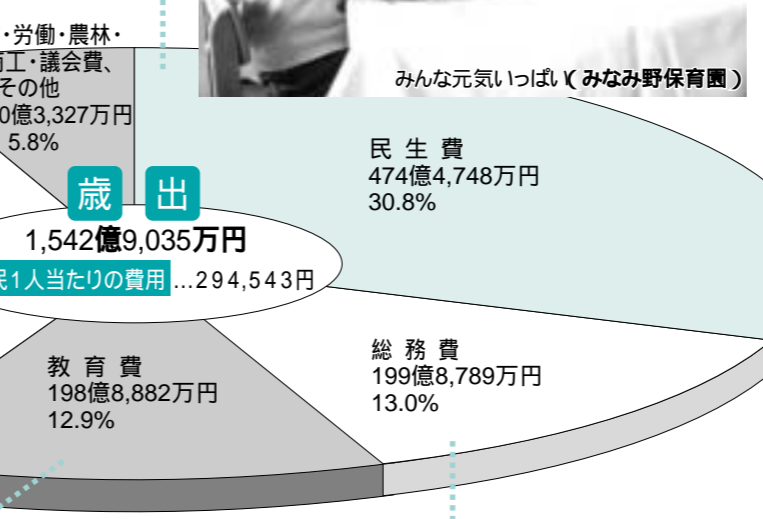 ・労働・農林・
商工・議会費、
その他
0億3,327万円
5.8%
みんな元気いっぱい(みなみ野保育園)
民生費
474億4,748万円
30.8%
歳出
1,542億9,035万円
民1人当たりの費用…294,543円
総務費
199億8,789万円
13.0%
教育費
198億8,882万円
12.9%